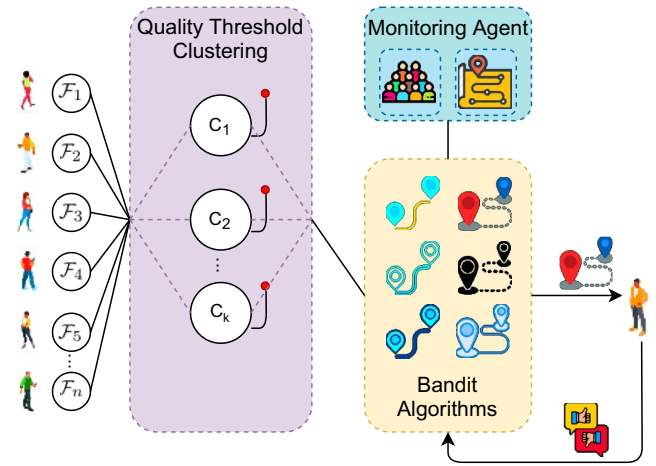 Quality Threshold
Clustering
Monitoring Agent
ℱ₁
ℱ₂
ℱ₃
ℱ₄
ℱ₅
ℱₙ
C₁
C₂
Cₖ
Bandit
Algorithms